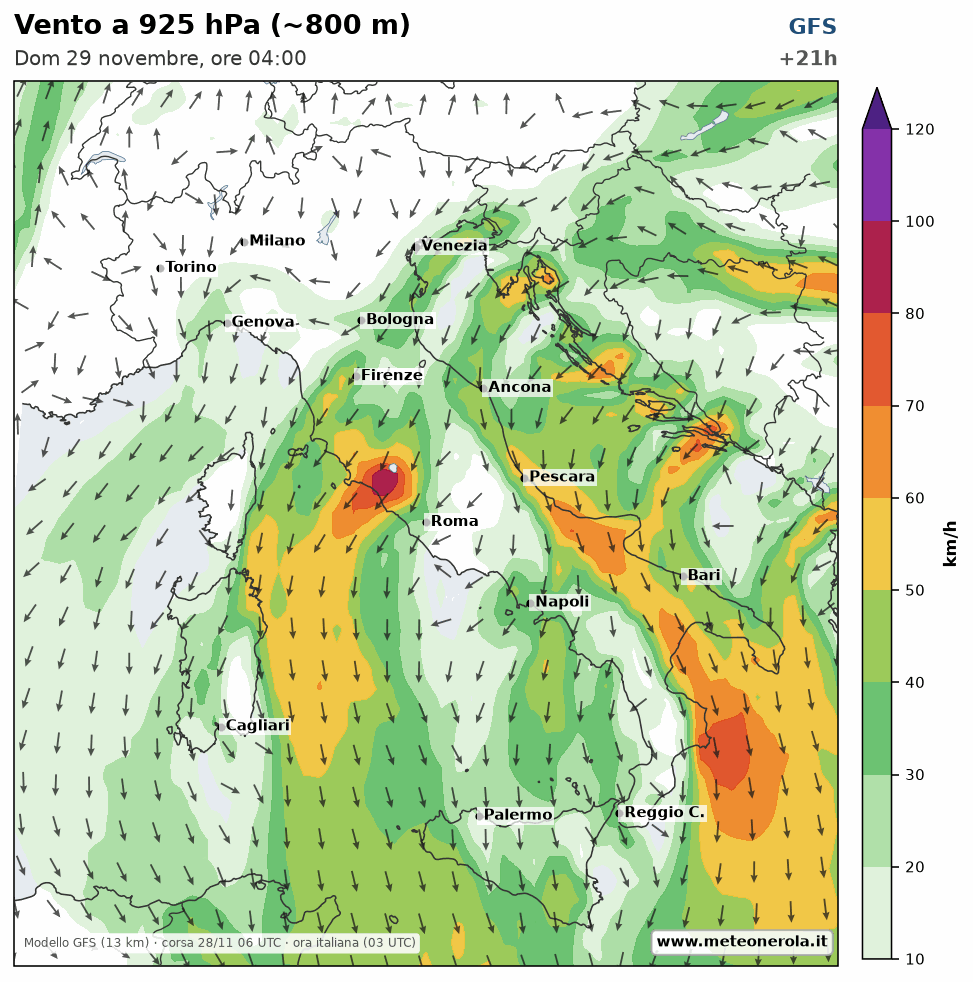 Vento a 925 hPa (~800 m)
GFS
Dom 29 novembre, ore 04:00
+21h
120
100
80
70
60
50
40
30
20
10
km/h
Venezia
Milano
Torino
Bologna
Genova
Firenze
Ancona
Pescara
Roma
Bari
Napoli
Cagliari
Palermo
Reggio C.
Modello GFS (13 km) · corsa 28/11 06 UTC · ora italiana (03 UTC)
www.meteonerola.it